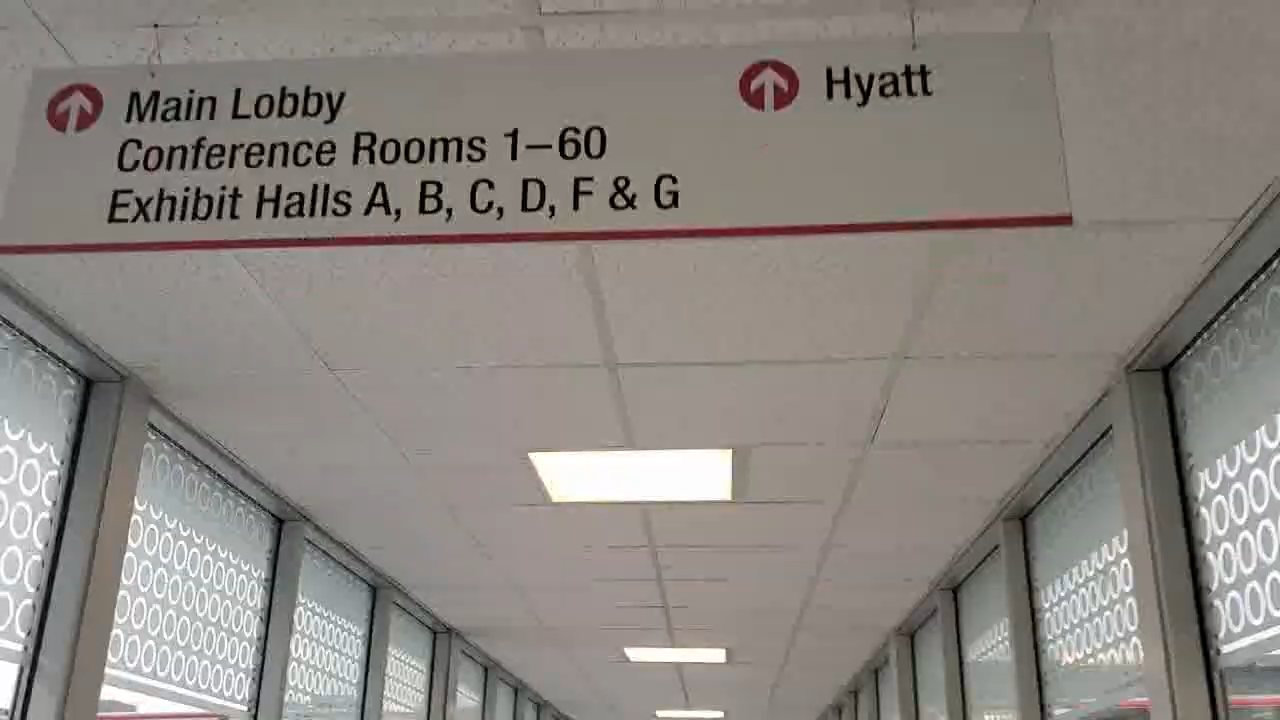 Main Lobby
Conference Rooms 1–60
Exhibit Halls A, B, C, D, F & G
Hyatt